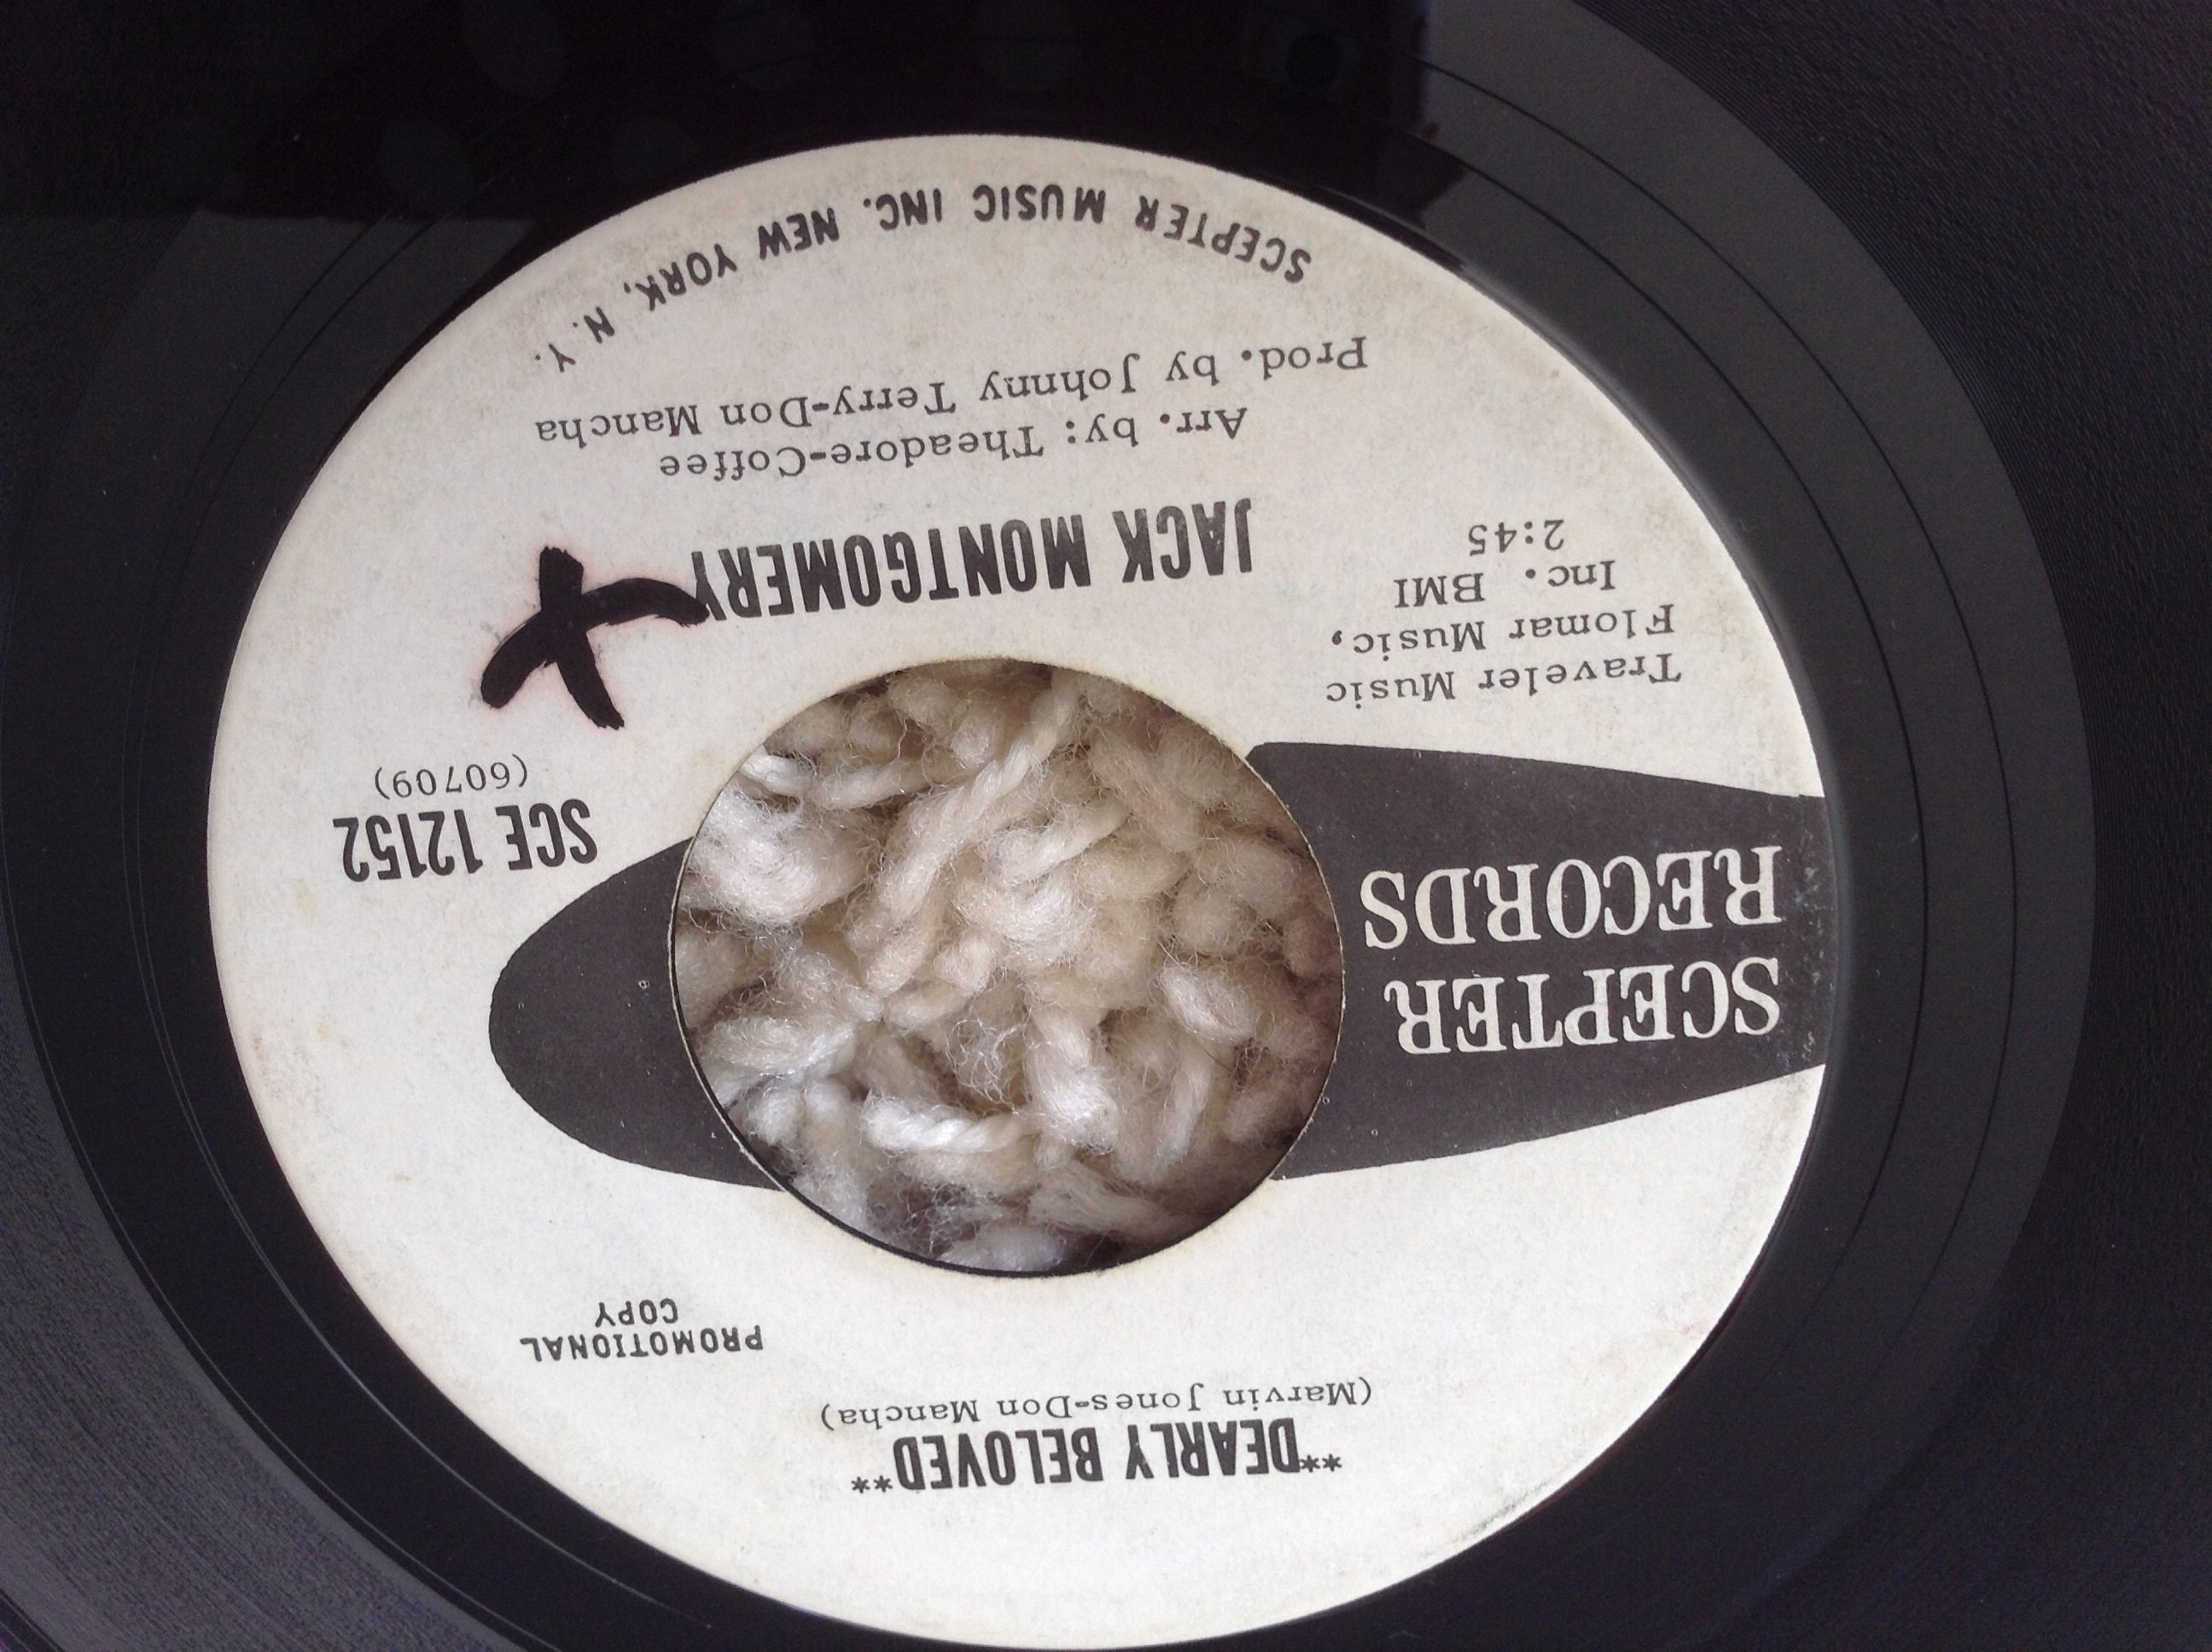 **DEARLY BELOVED**
(Marvin Jones-Don Mancha)
PROMOTIONAL
COPY
SCEPTER
RECORDS
Traveler Music
Flomar Music,
Inc. BMI
2:45
SCE 12152
(60709)
JACK MONTGOMERY
Arr. by: Theadore-Coffee
Prod. by Johnny Terry-Don Mancha
SCEPTER MUSIC INC. NEW YORK, N. Y.